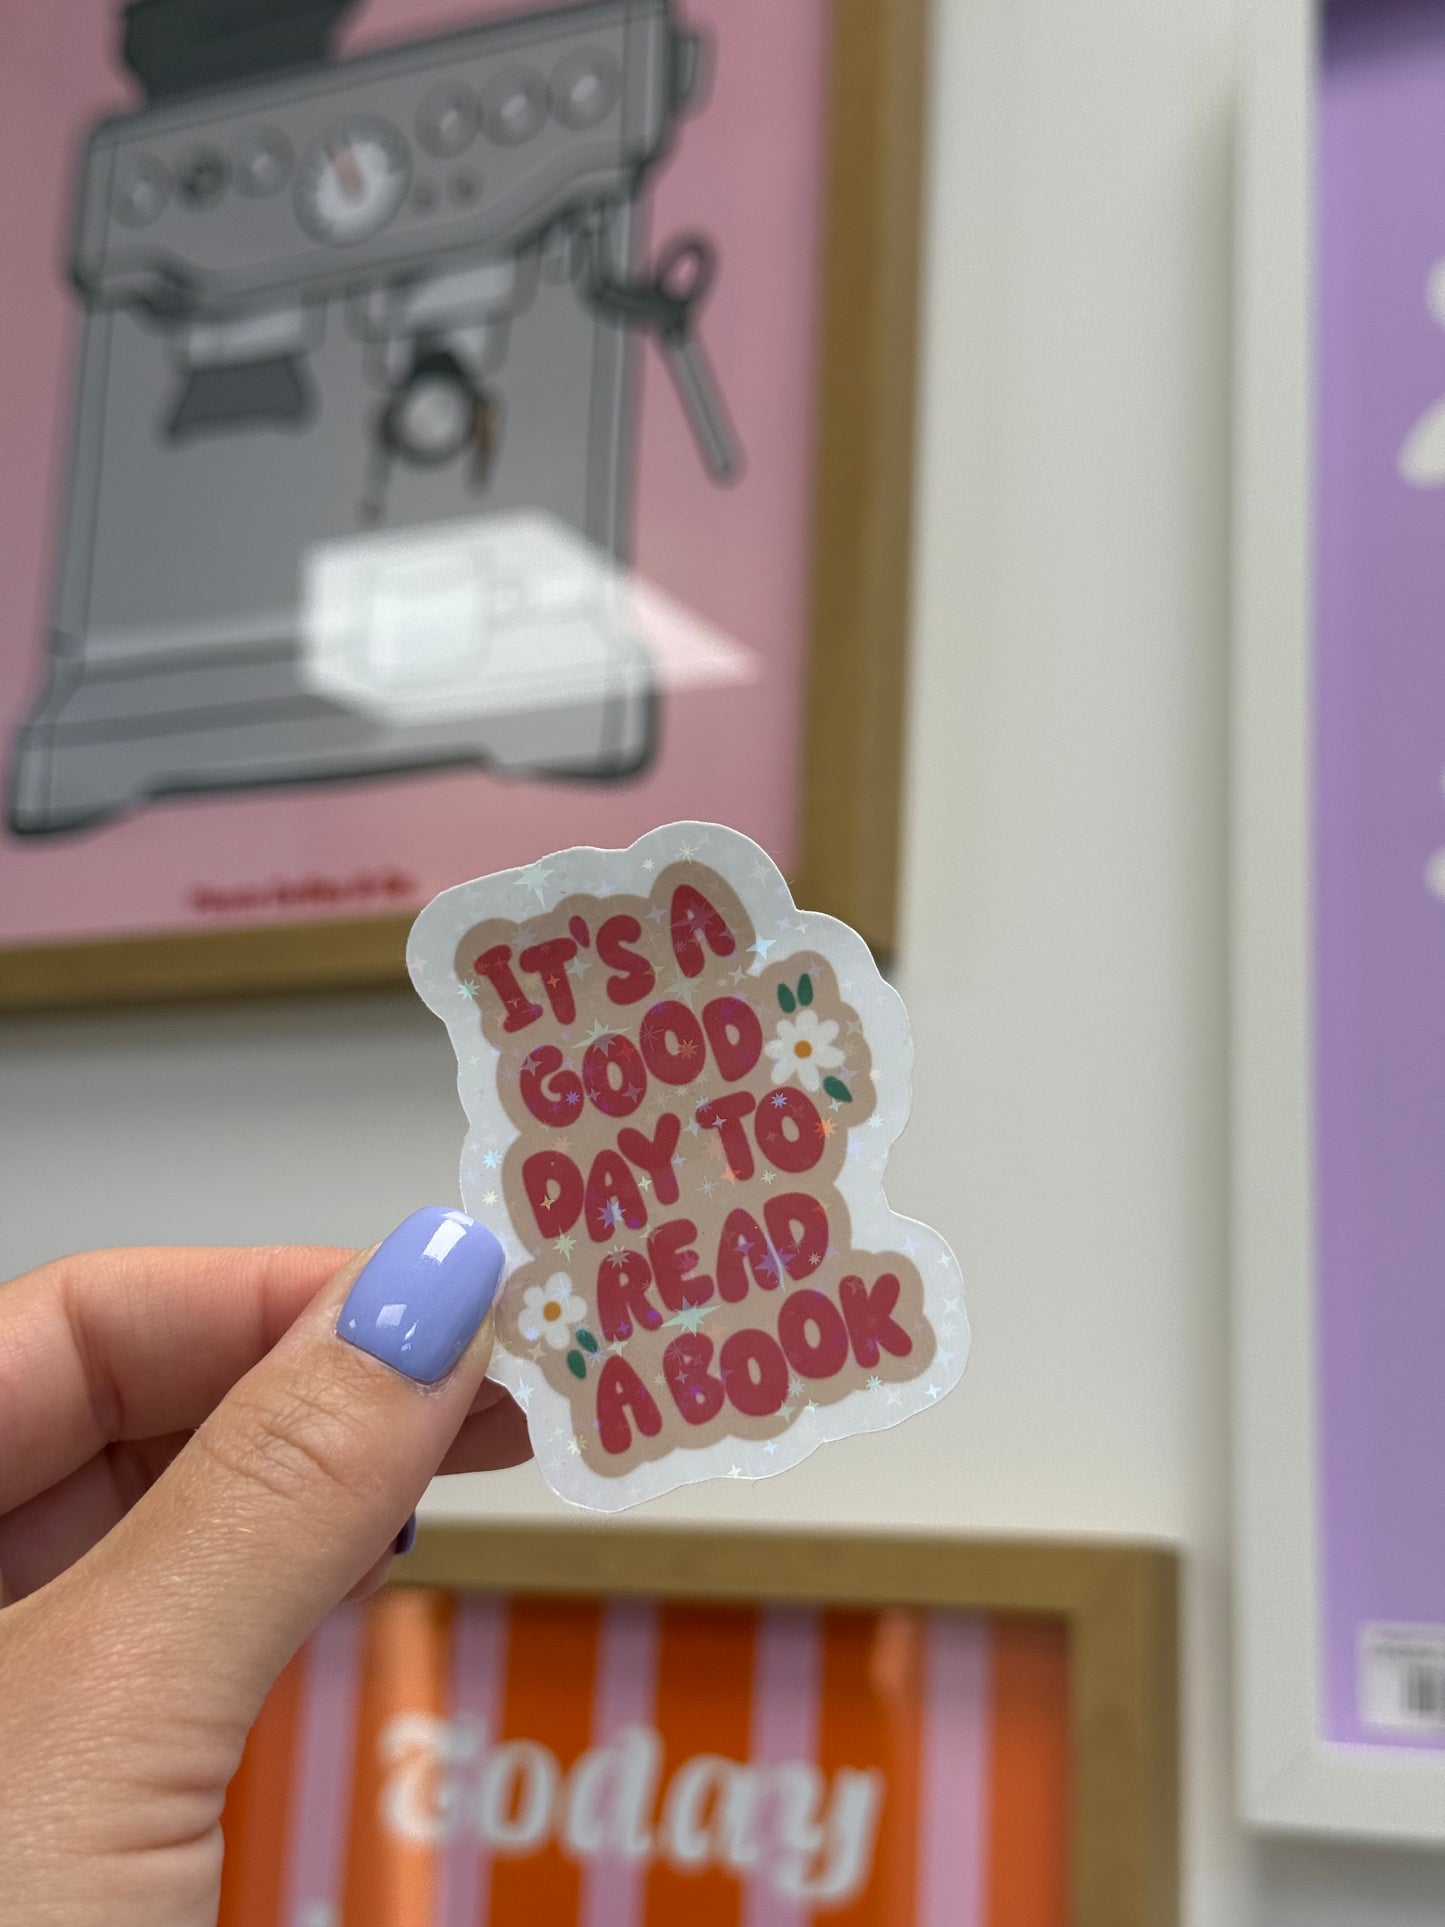 IT'S A
GOOD
DAY TO
READ
A BOOK
Today